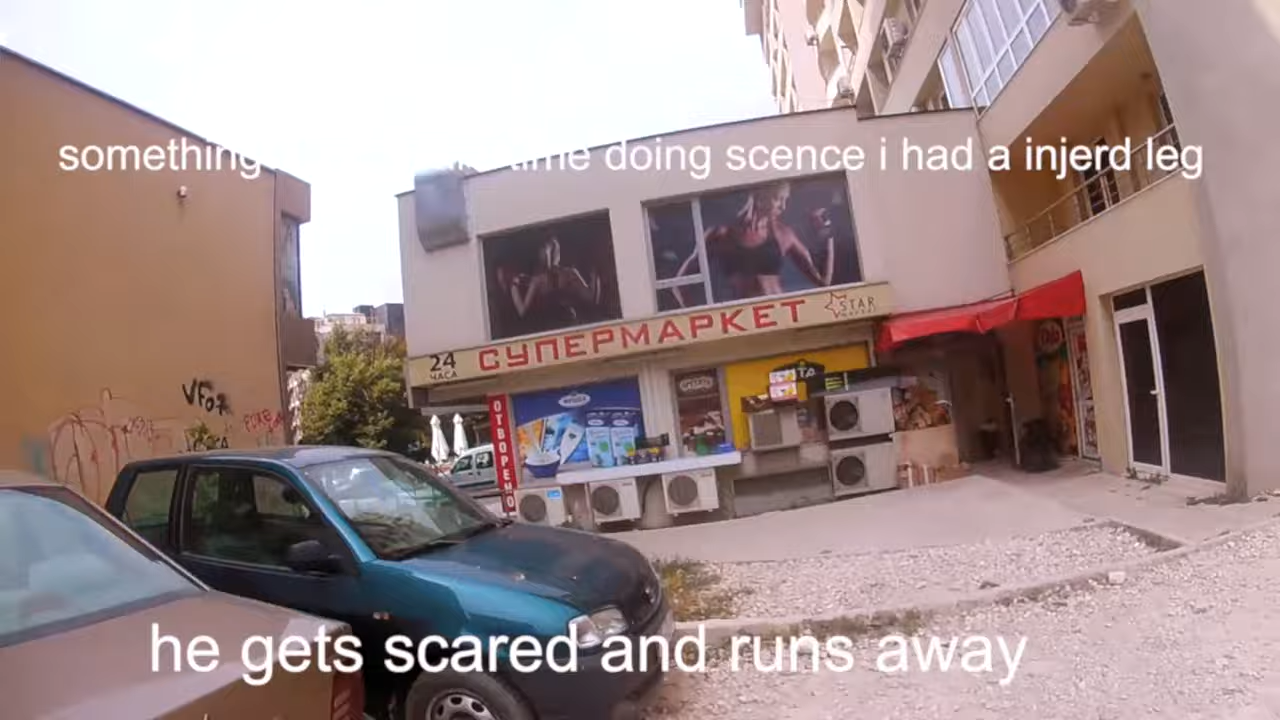 something time doing scence i had a injerd leg
24
ЧАСА
СУПЕРМАРКЕТ
STAR
ОТВОРЕНО
VFo7
he gets scared and runs away